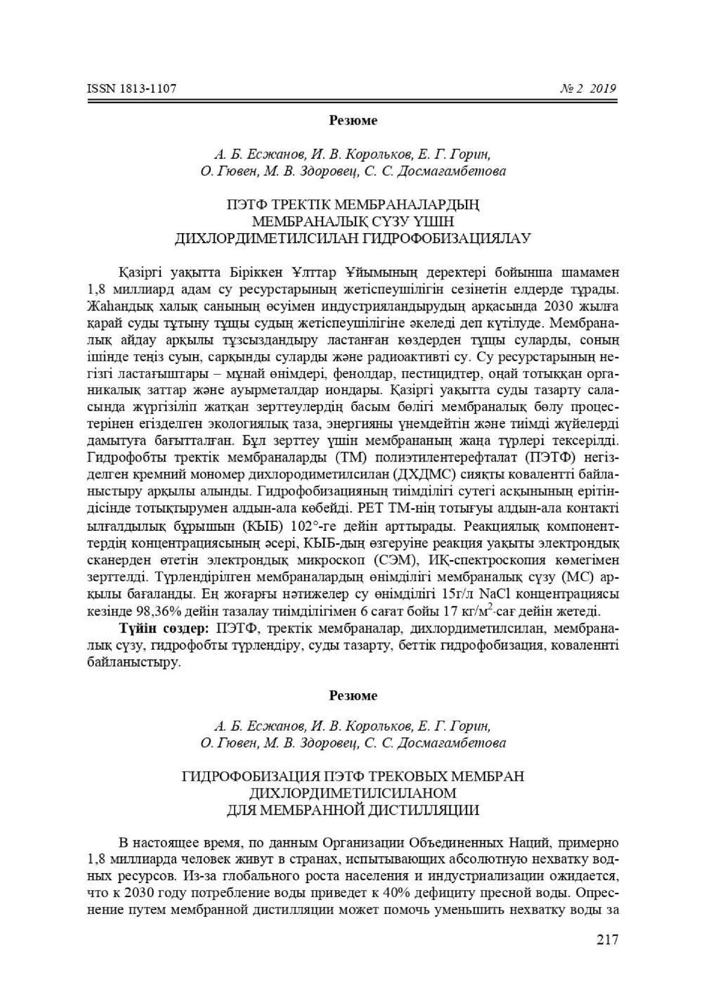 ISSN 1813-1107 № 2 2019
Резюме
А. Б. Есжанов, И. В. Корольков, Е. Г. Горин,
О. Гювен, М. В. Здоровец, С. С. Досмағамбетова
ПЭТФ ТРЕКТІК МЕМБРАНАЛАРДЫҢ
МЕМБРАНАЛЫҚ СҮЗУ ҮШІН
ДИХЛОРДИМЕТИЛСИЛАН ГИДРОФОБИЗАЦИЯЛАУ
Қазіргі уақытта Біріккен Ұлттар Ұйымының деректері бойынша шамамен
1,8 миллиард адам су ресурстарының жетіспеушілігін сезінетін елдерде тұрады.
Жаһандық халық санының өсуімен индустрияландырудың арқасында 2030 жылға
қарай суды тұтыну тұщы судың жетіспеушілігіне әкеледі деп күтілуде. Мембрана-
лық айдау арқылы тұзсыздандыру ластанған көздерден тұщы суларды, соның
ішінде теңіз суын, сарқынды суларды және радиоактивті су. Су ресурстарының не-
гізгі ластағыштары – мұнай өнімдері, фенолдар, пестицидтер, оңай тотыққан орга-
никалық заттар және ауырметалдар иондары. Қазіргі уақытта суды тазарту сала-
сында жүргізіліп жатқан зерттеулердің басым бөлігі мембраналық бөлу процес-
терінен егізделген экологиялық таза, энергияны үнемдейтін және тиімді жүйелерді
дамытуға бағытталған. Бұл зерттеу үшін мембрананың жаңа түрлері тексерілді.
Гидрофобты тректік мембраналарды (ТМ) полиэтилентерефталат (ПЭТФ) негіз-
делген кремний мономер дихлородиметилсилан (ДХДМС) сияқты ковалентті байла-
ныстыру арқылы алынды. Гидрофобизацияның тиімділігі сутегі асқынының ерітін-
дісінде тотықтырумен алдын-ала көбейді. РЕТ ТМ-нің тотығуы алдын-ала контакті
ылғалдылық бұрышын (КЫБ) 102°-ге дейін арттырады. Реакциялық компонент-
тердің концентрациясының әсері, КЫБ-дың өзгеруіне реакция уақыты электрондық
сканерден өтетін электрондық микроскоп (СЭМ), ИҚ-спектроскопия көмегімен
зерттелді. Түрлендірілген мембраналардың өнімділігі мембраналық сүзу (МС) ар-
қылы бағаланды. Ең жоғарғы нәтижелер су өнімділігі 15г/л NaCl концентрациясы
кезінде 98,36% дейін тазалау тиімділігімен 6 сағат бойы 17 кг/м²·сағ дейін жетеді.
Түйін сөздер: ПЭТФ, тректік мембраналар, дихлордиметилсилан, мембрана-
лық сүзу, гидрофобты түрлендіру, суды тазарту, беттік гидрофобизация, коваленнті
байланыстыру.
Резюме
А. Б. Есжанов, И. В. Корольков, Е. Г. Горин,
О. Гювен, М. В. Здоровец, С. С. Досмағамбетова
ГИДРОФОБИЗАЦИЯ ПЭТФ ТРЕКОВЫХ МЕМБРАН
ДИХЛОРДИМЕТИЛСИЛАНОМ
ДЛЯ МЕМБРАННОЙ ДИСТИЛЛЯЦИИ
В настоящее время, по данным Организации Объединенных Наций, примерно
1,8 миллиарда человек живут в странах, испытывающих абсолютную нехватку вод-
ных ресурсов. Из-за глобального роста населения и индустриализации ожидается,
что к 2030 году потребление воды приведет к 40% дефициту пресной воды. Опрес-
нение путем мембранной дистилляции может помочь уменьшить нехватку воды за
217